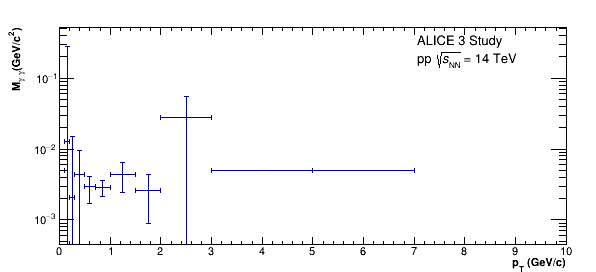 M_γγ (GeV/c²)
ALICE 3 Study
pp √s_NN = 14 TeV
10⁻¹
10⁻²
10⁻³
0 1 2 3 4 5 6 7 8 9 10
p_T (GeV/c)